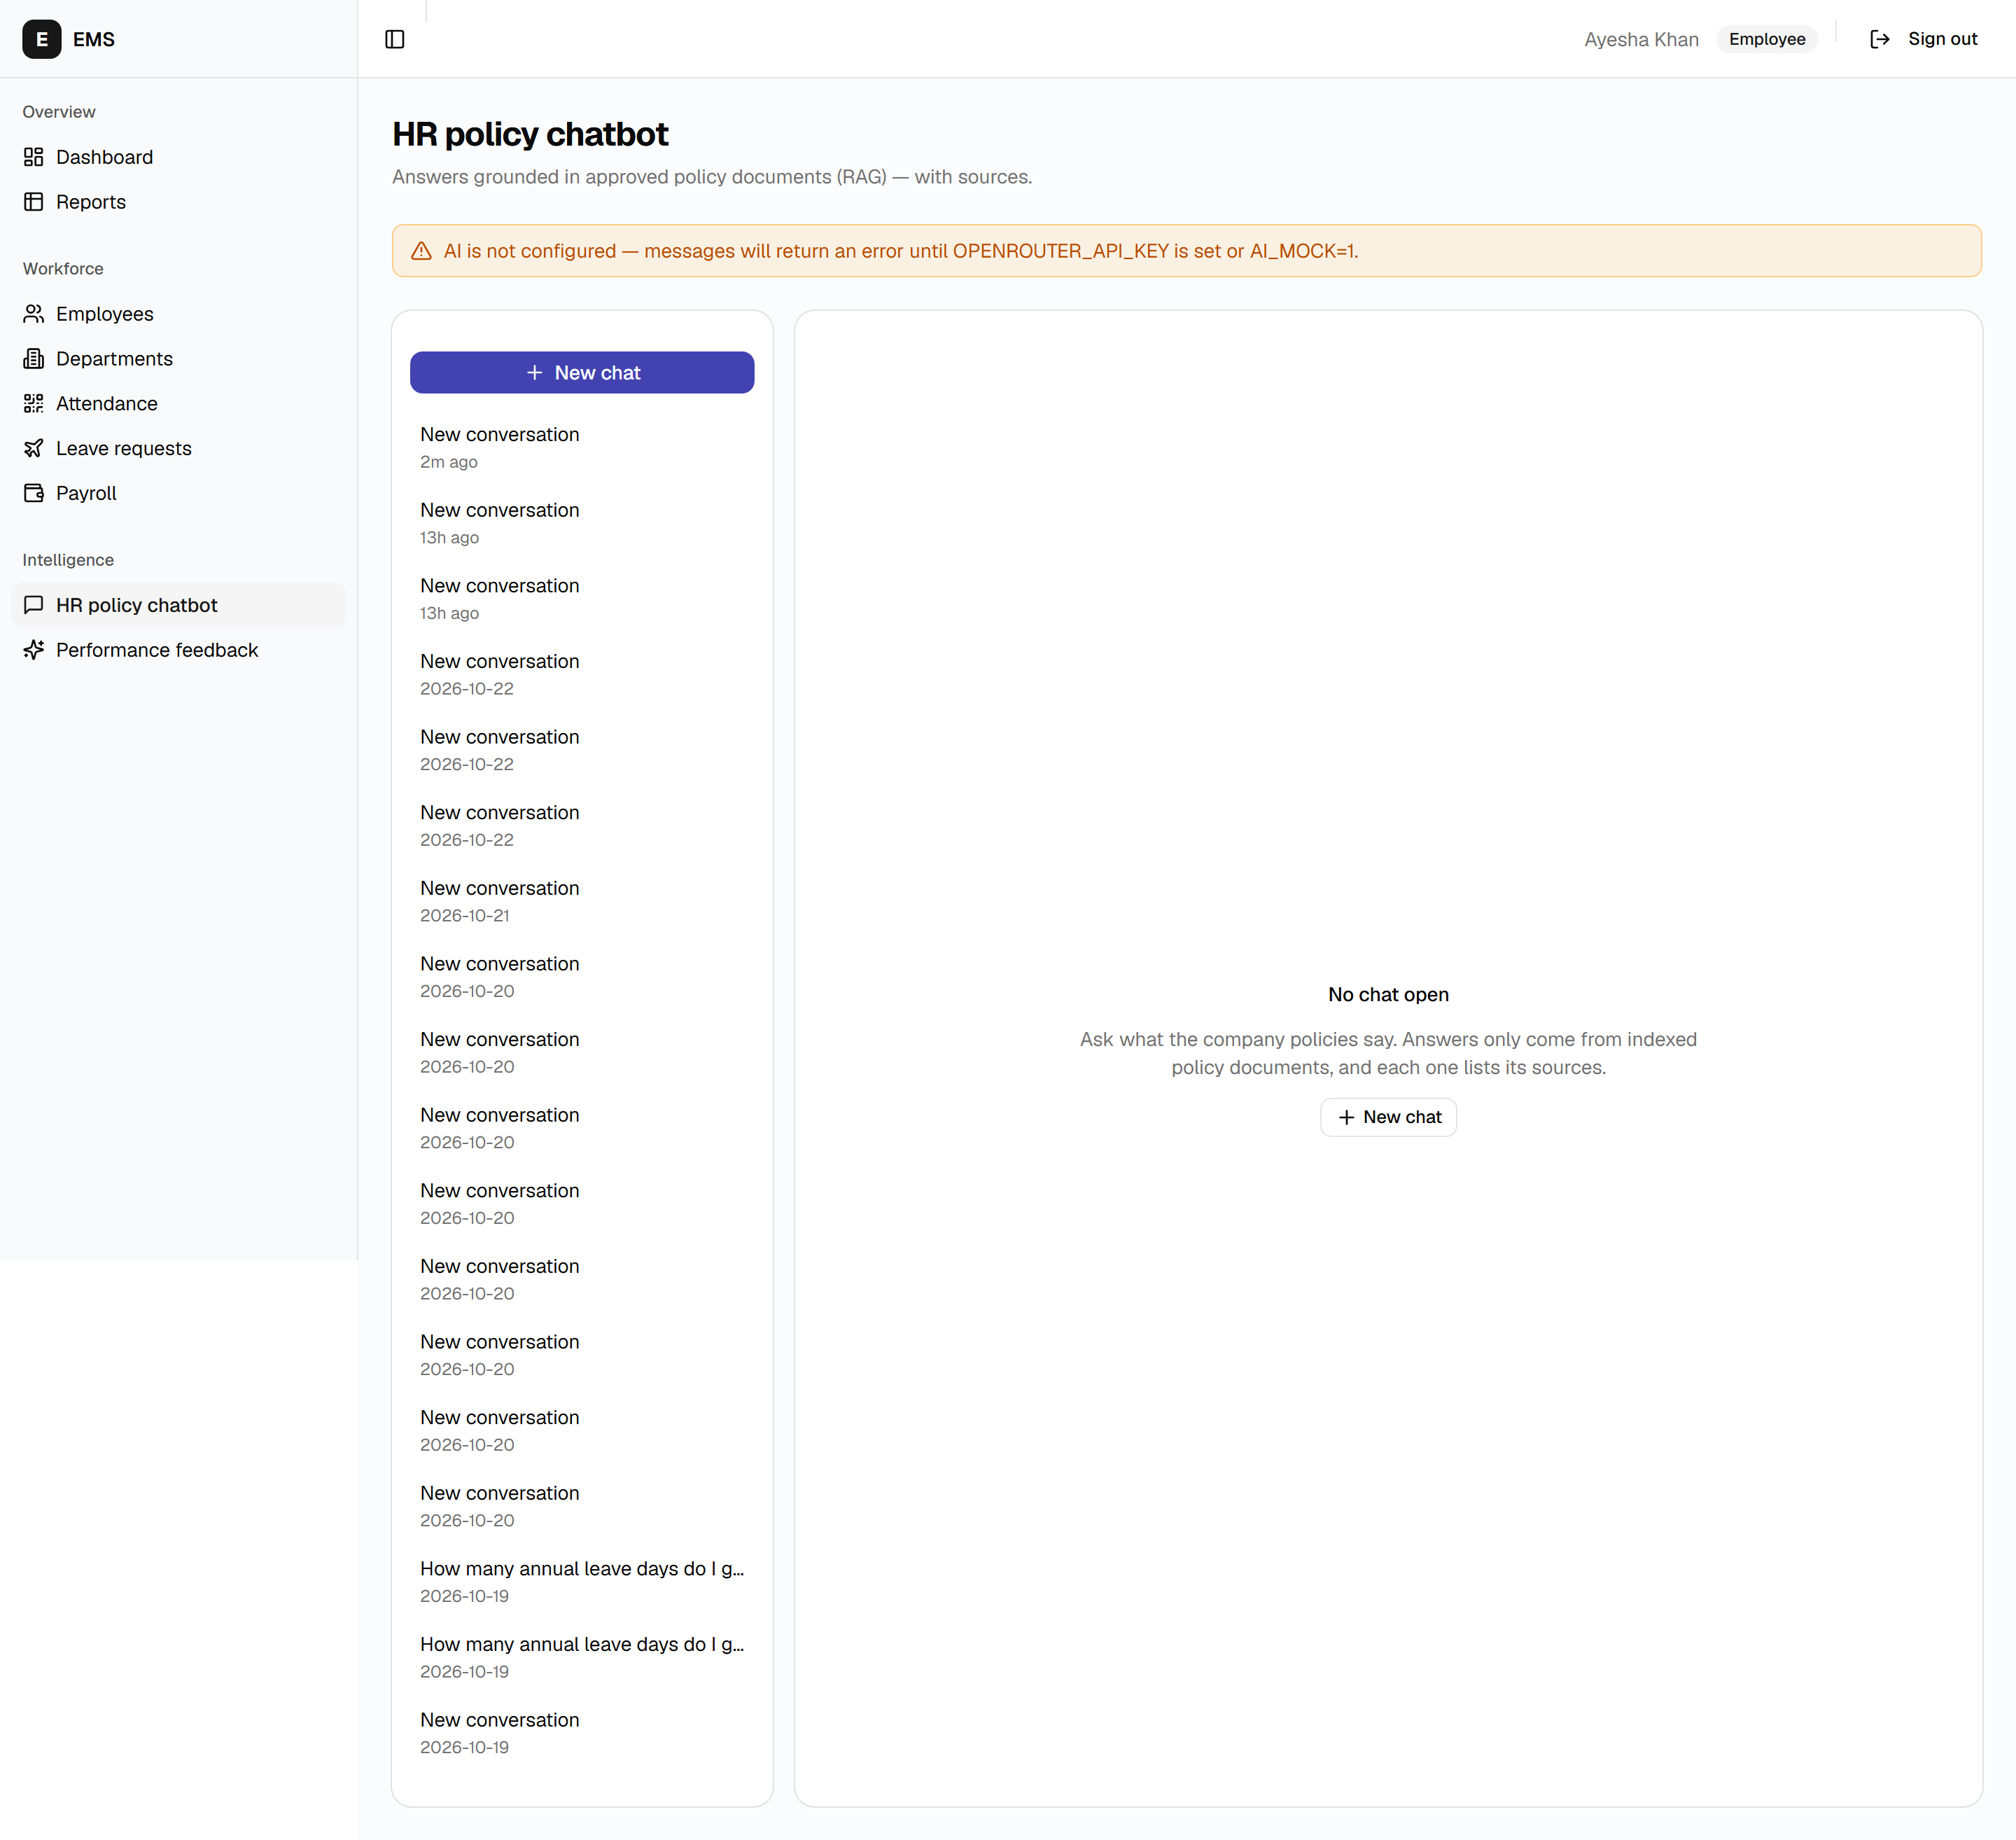 E EMS
Ayesha Khan Employee Sign out
Overview
Dashboard
Reports
Workforce
Employees
Departments
Attendance
Leave requests
Payroll
Intelligence
HR policy chatbot
Performance feedback
HR policy chatbot
Answers grounded in approved policy documents (RAG) — with sources.
AI is not configured — messages will return an error until OPENROUTER_API_KEY is set or AI_MOCK=1.
New chat
New conversation
2m ago
New conversation
13h ago
New conversation
13h ago
New conversation
2026-10-22
New conversation
2026-10-22
New conversation
2026-10-22
New conversation
2026-10-21
New conversation
2026-10-20
New conversation
2026-10-20
New conversation
2026-10-20
New conversation
2026-10-20
New conversation
2026-10-20
New conversation
2026-10-20
New conversation
2026-10-20
New conversation
2026-10-20
How many annual leave days do I g...
2026-10-19
How many annual leave days do I g...
2026-10-19
New conversation
2026-10-19
No chat open
Ask what the company policies say. Answers only come from indexed
policy documents, and each one lists its sources.
New chat